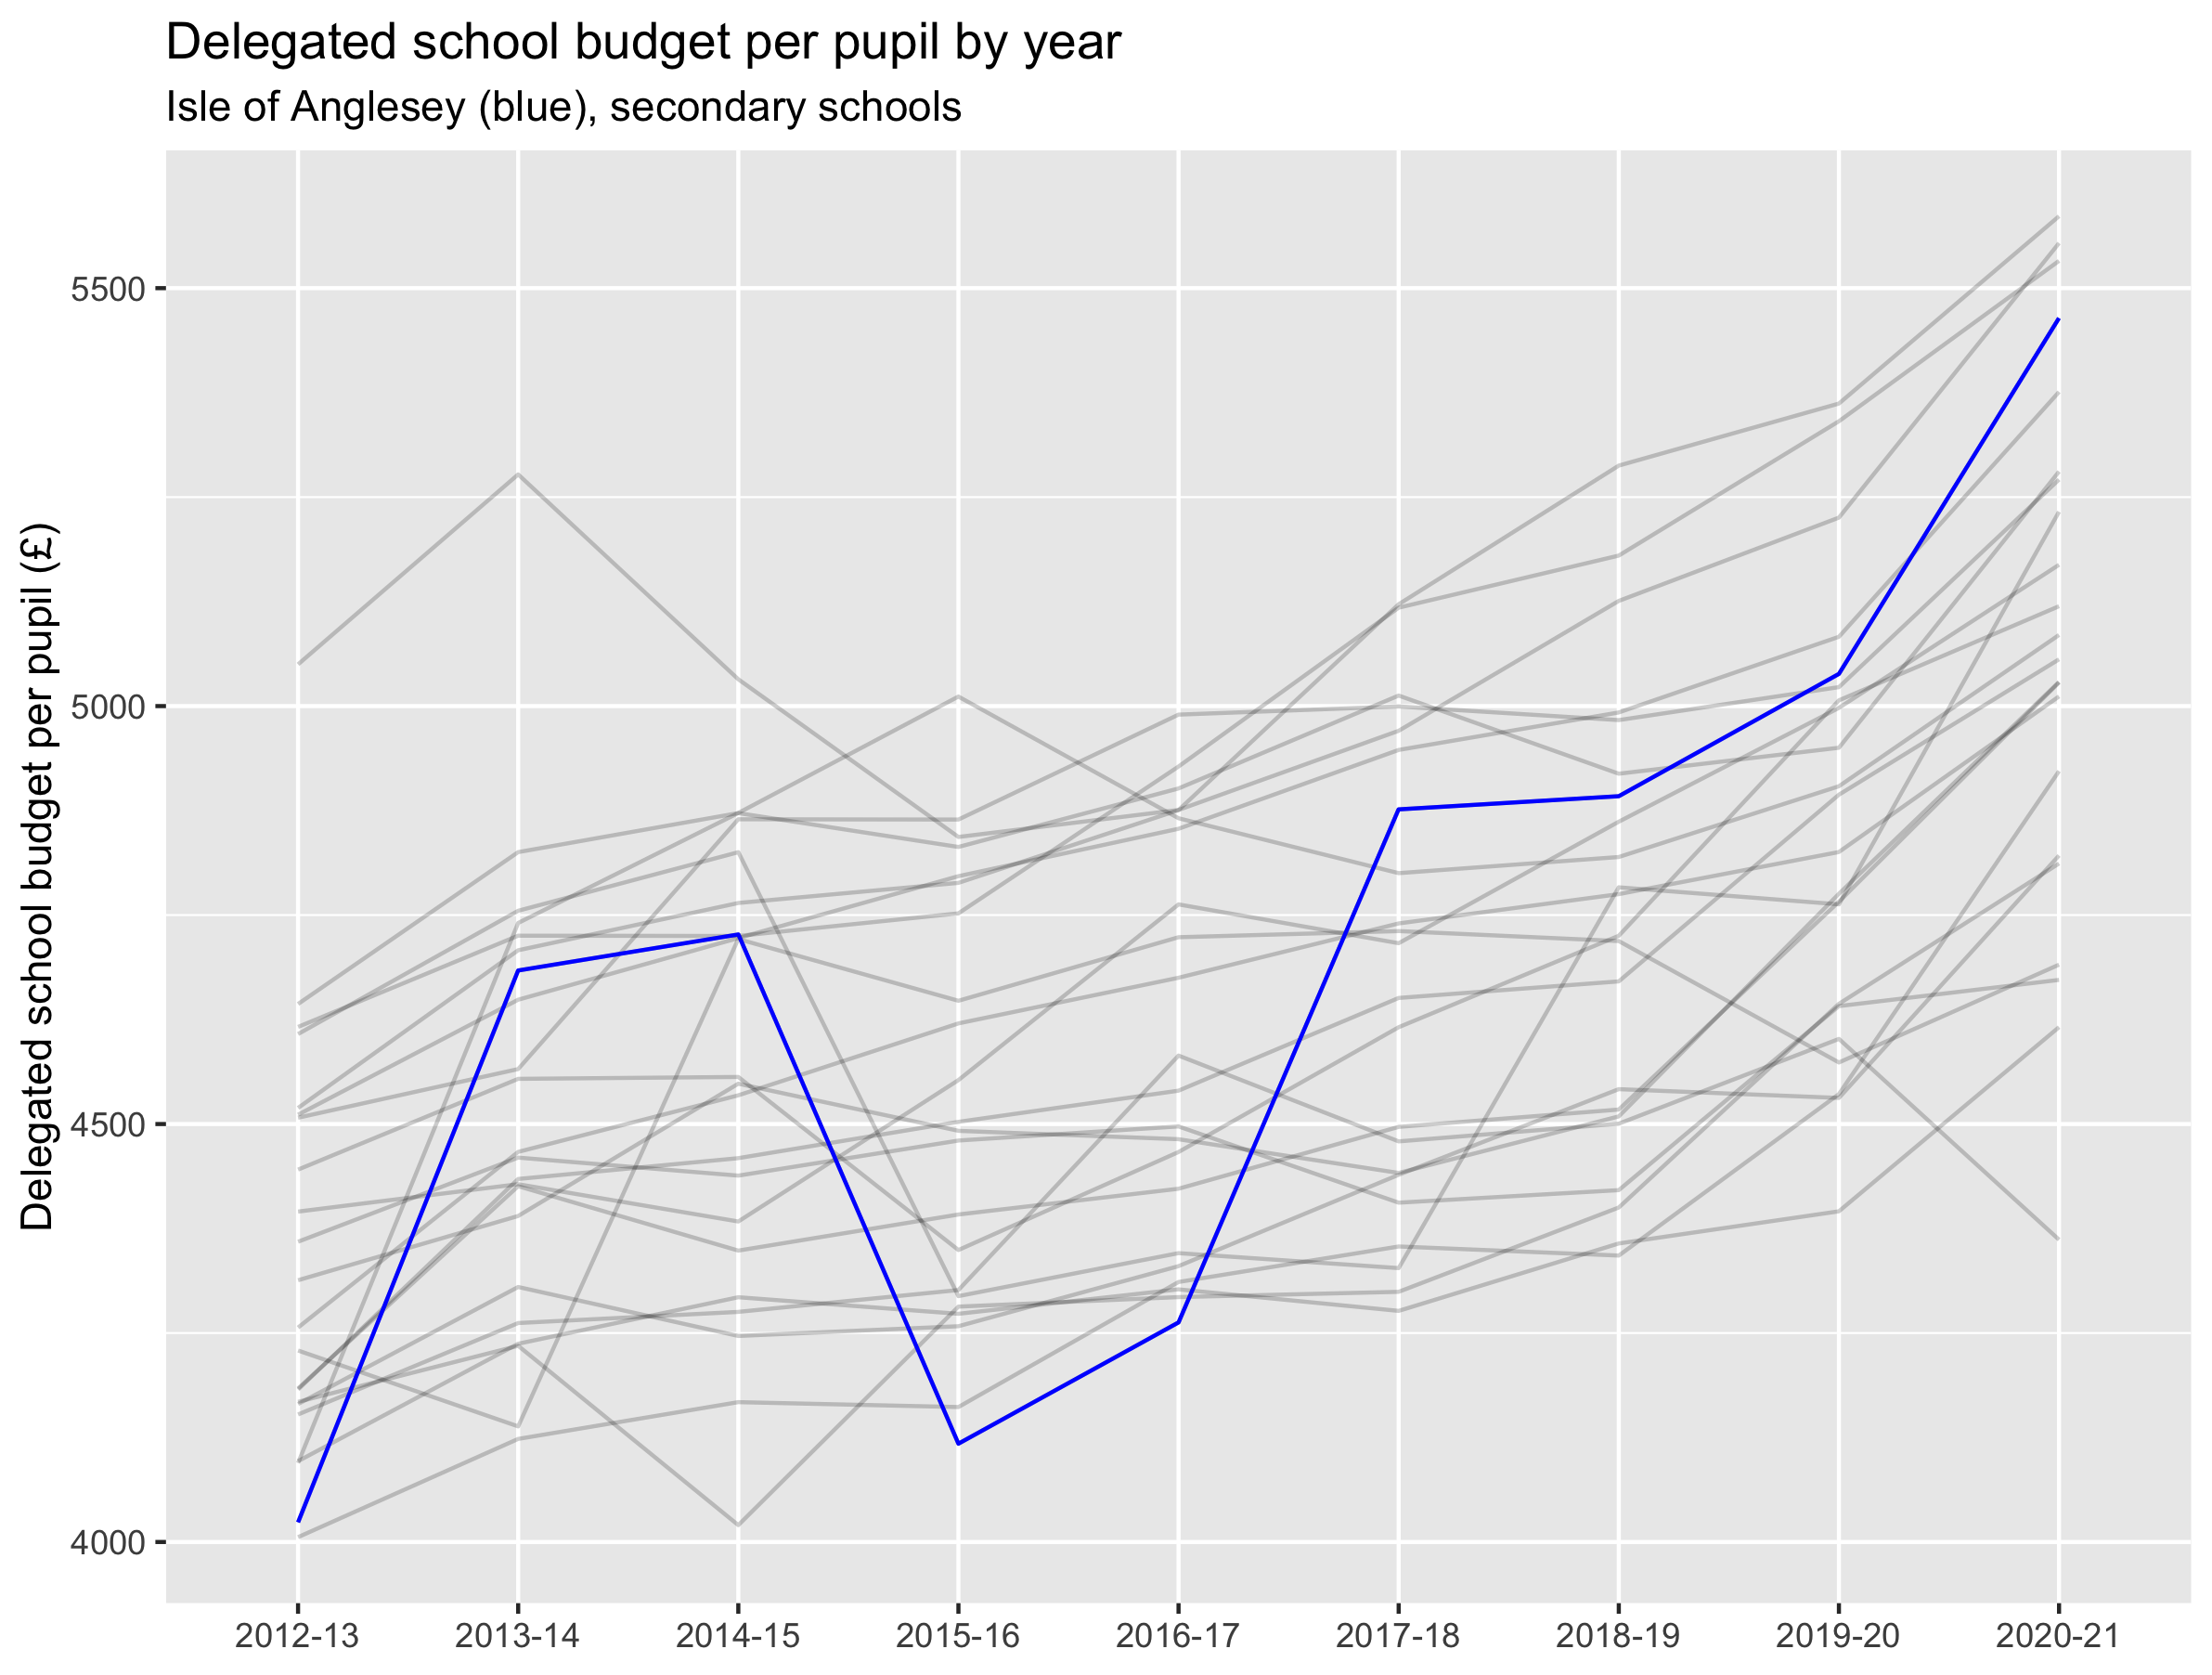 Delegated school budget per pupil by year
Isle of Anglesey (blue), secondary schools
Delegated school budget per pupil (£)
5500
5000
4500
4000
2012-13 2013-14 2014-15 2015-16 2016-17 2017-18 2018-19 2019-20 2020-21